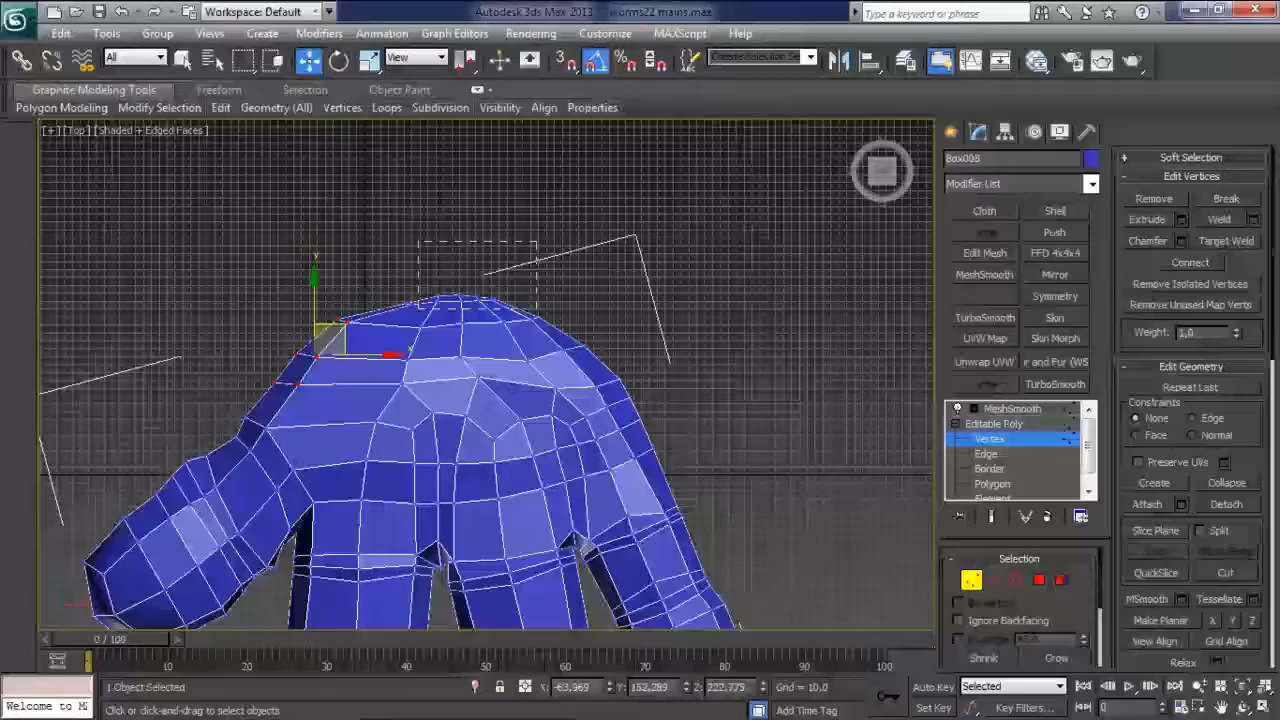 Workspace: Default
Autodesk 3ds Max 2013
worms22 mains.max
Type a keyword or phrase
Edit Tools Group Views Create Modifiers Animation Graph Editors Rendering Customize MAXScript Help
All
View
Graphite Modeling Tools Freeform Selection Object Paint
Polygon Modeling Modify Selection Edit Geometry (All) Vertices Loops Subdivision Visibility Align Properties
[+] [Top] [Shaded + Edged Faces]
y
Box005
Modifier List
Cloth Shell
Push
Edit Mesh FFD 4x4x4
MeshSmooth Mirror
Symmetry
TurboSmooth Skin
UVW Map Skin Morph
Unwrap UVW r and Fur (WS
TurboSmooth
MeshSmooth
Editable Poly
Vertex
Edge
Border
Polygon
Element
Selection
Ignore Backfacing
Shrink Grow
Soft Selection
Edit Vertices
Remove Break
Extrude Weld
Chamfer Target Weld
Connect
Remove Isolated Vertices
Remove Unused Map Verts
Weight: 1,0
Edit Geometry
Repeat Last
Constraints
None Edge
Face Normal
Preserve UVs
Create Collapse
Attach Detach
Slice Plane Split
QuickSlice Cut
MSmooth Tessellate
Make Planar X Y Z
View Align Grid Align
Relax
0 / 100
10 20 30 40 50 60 70 80 90 100
1 Object Selected
X: -63,969 Y: 152,289 Z: 222,775 Grid = 10,0
Auto Key Selected
Welcome to M
Click or click-and-drag to select objects
Add Time Tag
Set Key Key Filters... 0